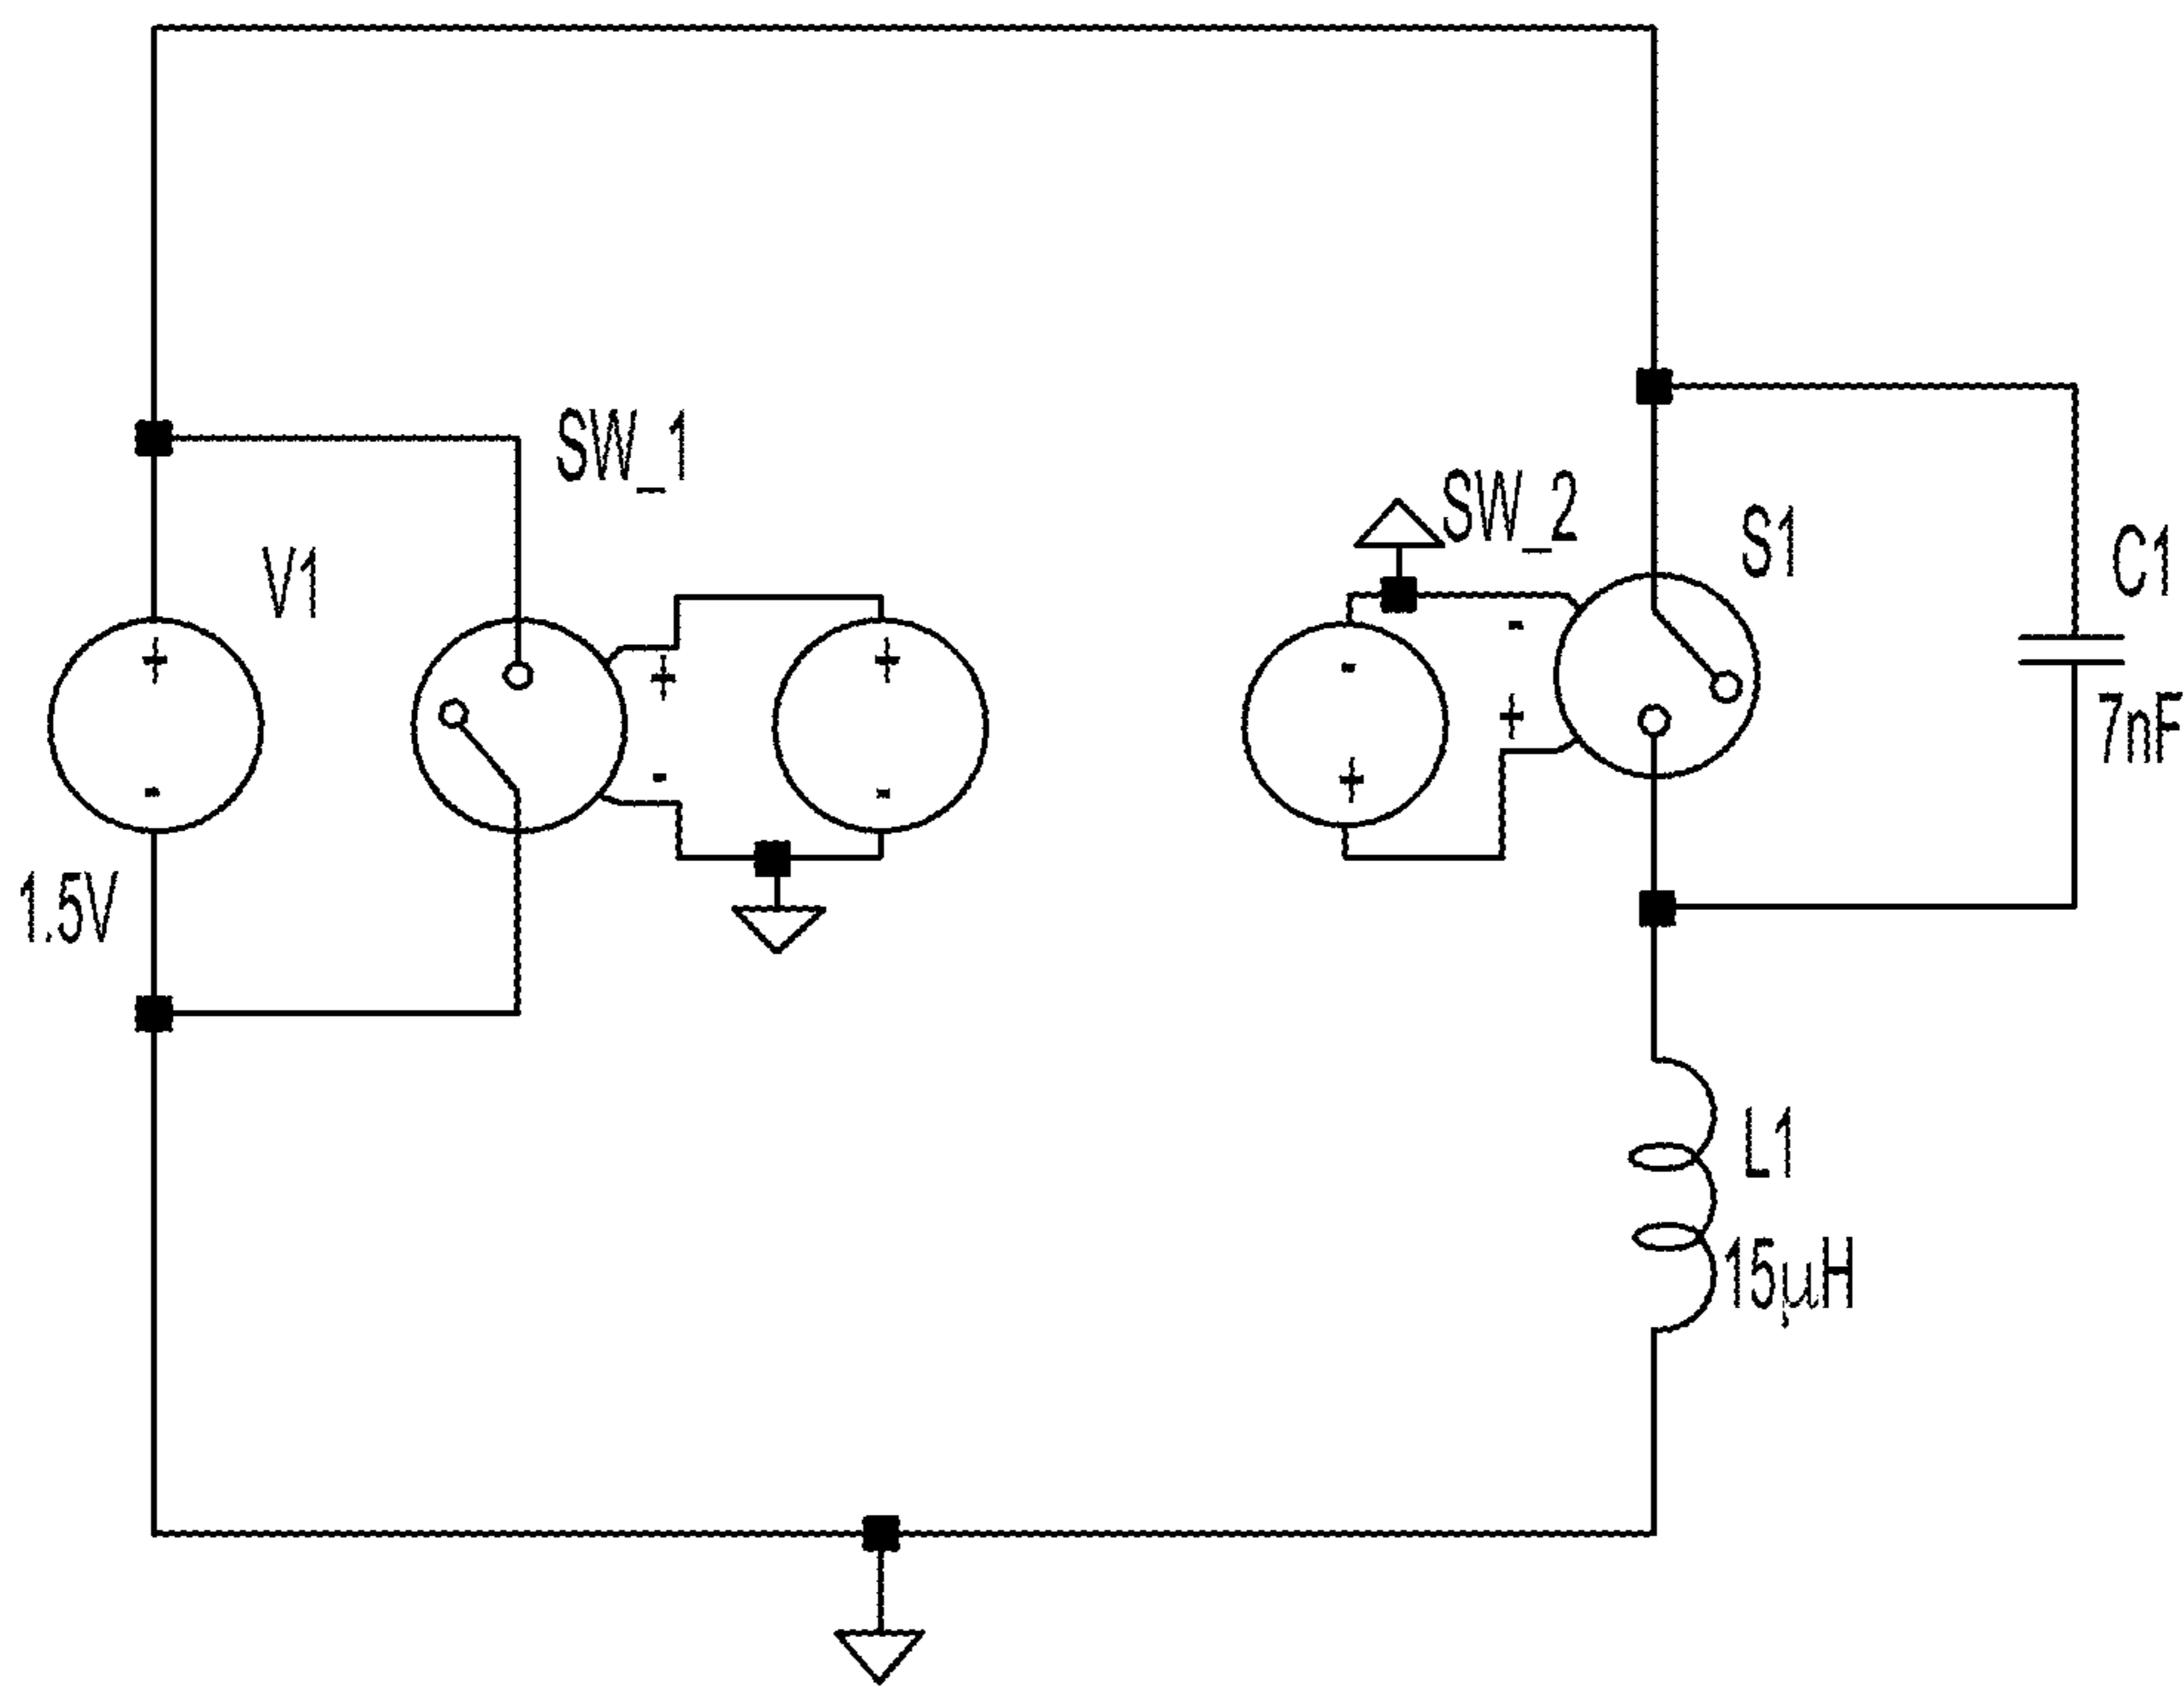 SW_1
SW_2
S1
V1
C1
+
+
+
-
-
+
7nF
-
-
-
+
1.5V
L1
15µH